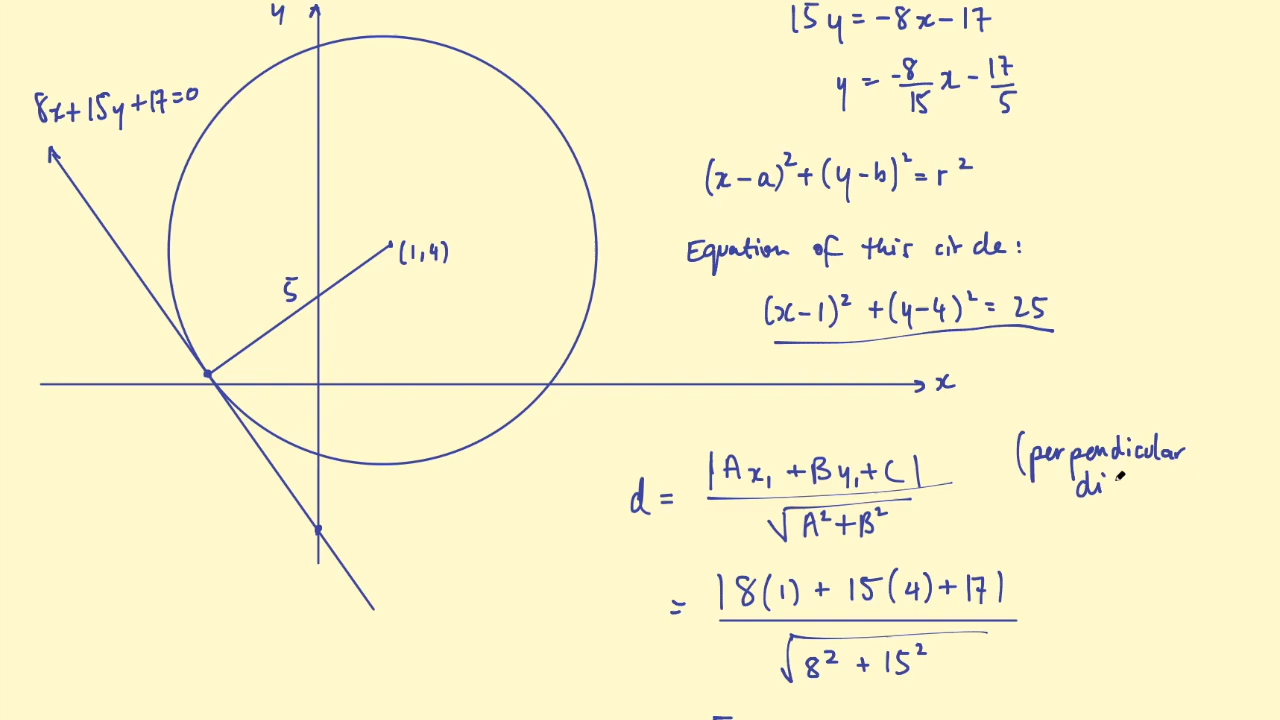 y
8x+15y+17=0
(1,4)
5
x
15y = -8x-17
y = -8/15 x - 17/5
(x-a)²+(y-b)²=r²
Equation of this circle:
(x-1)² +(y-4)² = 25
d = |Ax₁ +By₁+C| / √A²+B²
(perpendicular
di
= |8(1) + 15(4)+17| / √8² + 15²